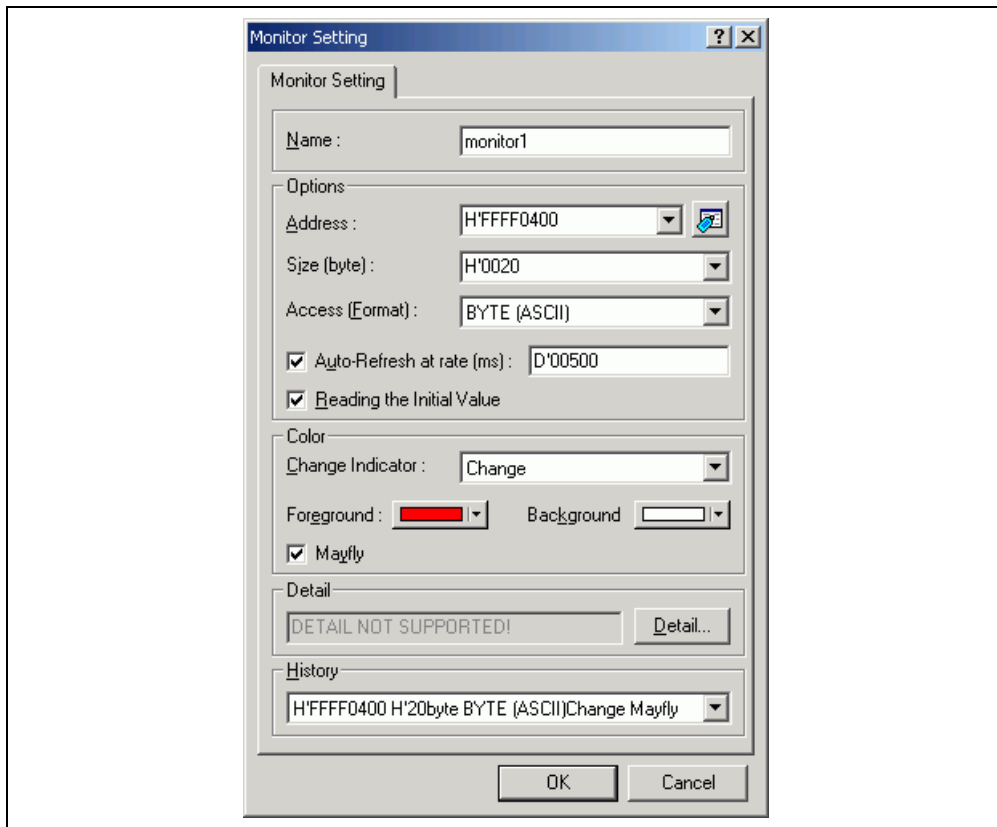 Monitor Setting
Monitor Setting
Name :
monitor1
Options
Address :
H'FFFF0400
Size (byte) :
H'0020
Access (Format) :
BYTE (ASCII)
Auto-Refresh at rate (ms) :
D'00500
Reading the Initial Value
Color
Change Indicator :
Change
Foreground :
Background
Mayfly
Detail
DETAIL NOT SUPPORTED!
Detail...
History
H'FFFF0400 H'20byte BYTE (ASCII)Change Mayfly
OK
Cancel